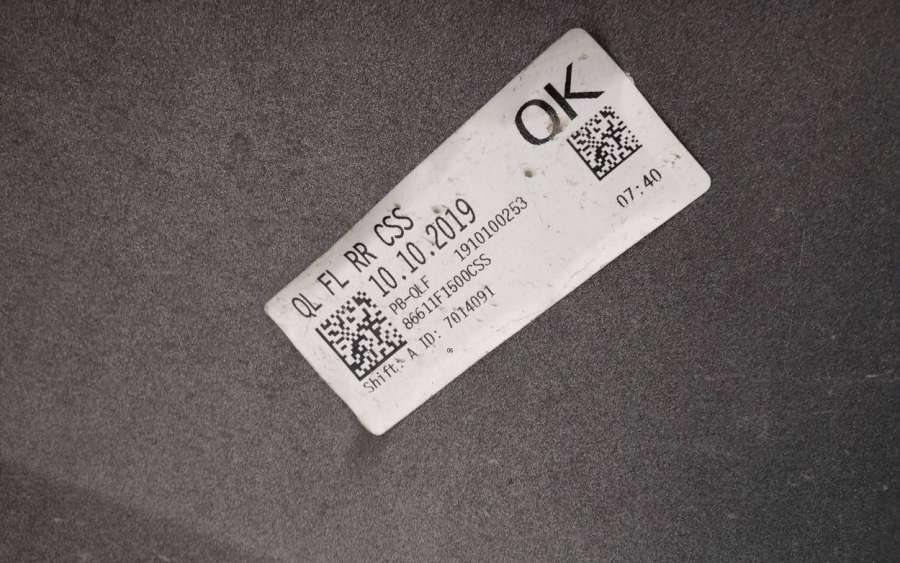 OK
QL FL RR CSS
10.10.2019
PB-QLF 1910100253
86611F1500CSS
Shift: A ID: 7014091
07:40